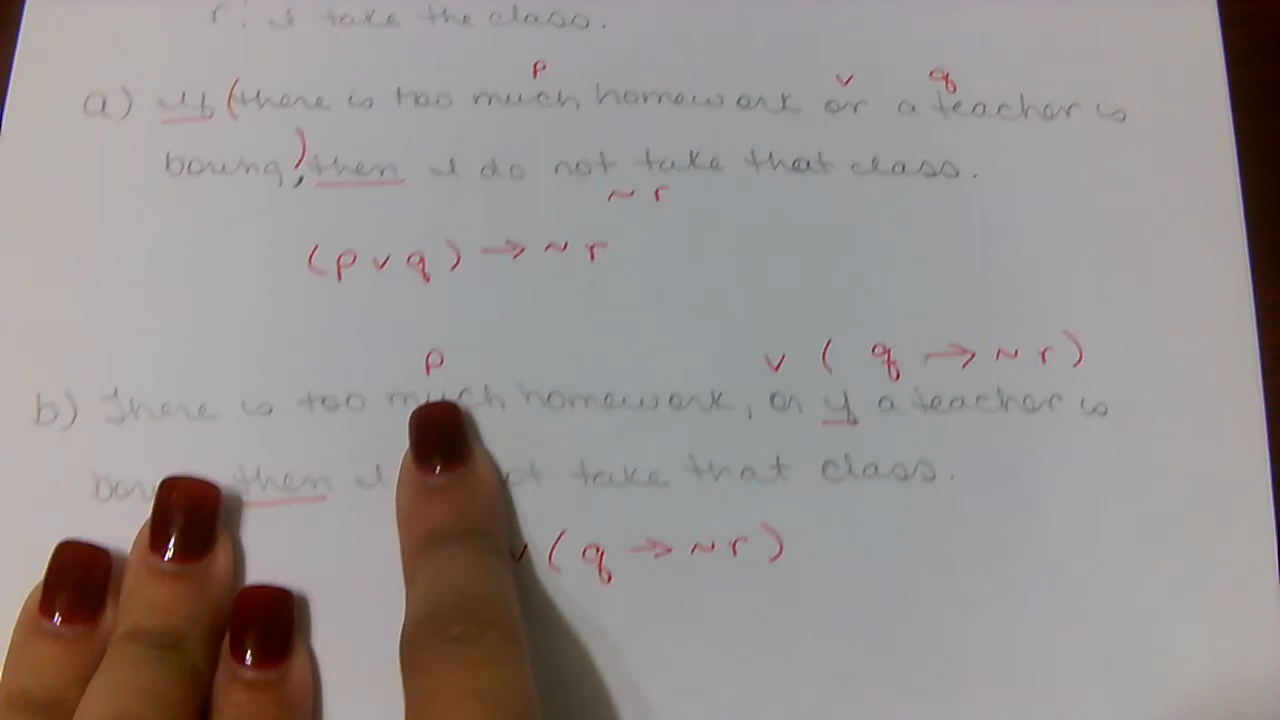 r: I take the class.
p v q
a) If (there is too much homework or a teacher is
boring), then I do not take that class.
~ r
(p v q) → ~ r
p v ( q → ~ r )
b) There is too much homework, or if a teacher is
then I take that class.
v ( q → ~ r )